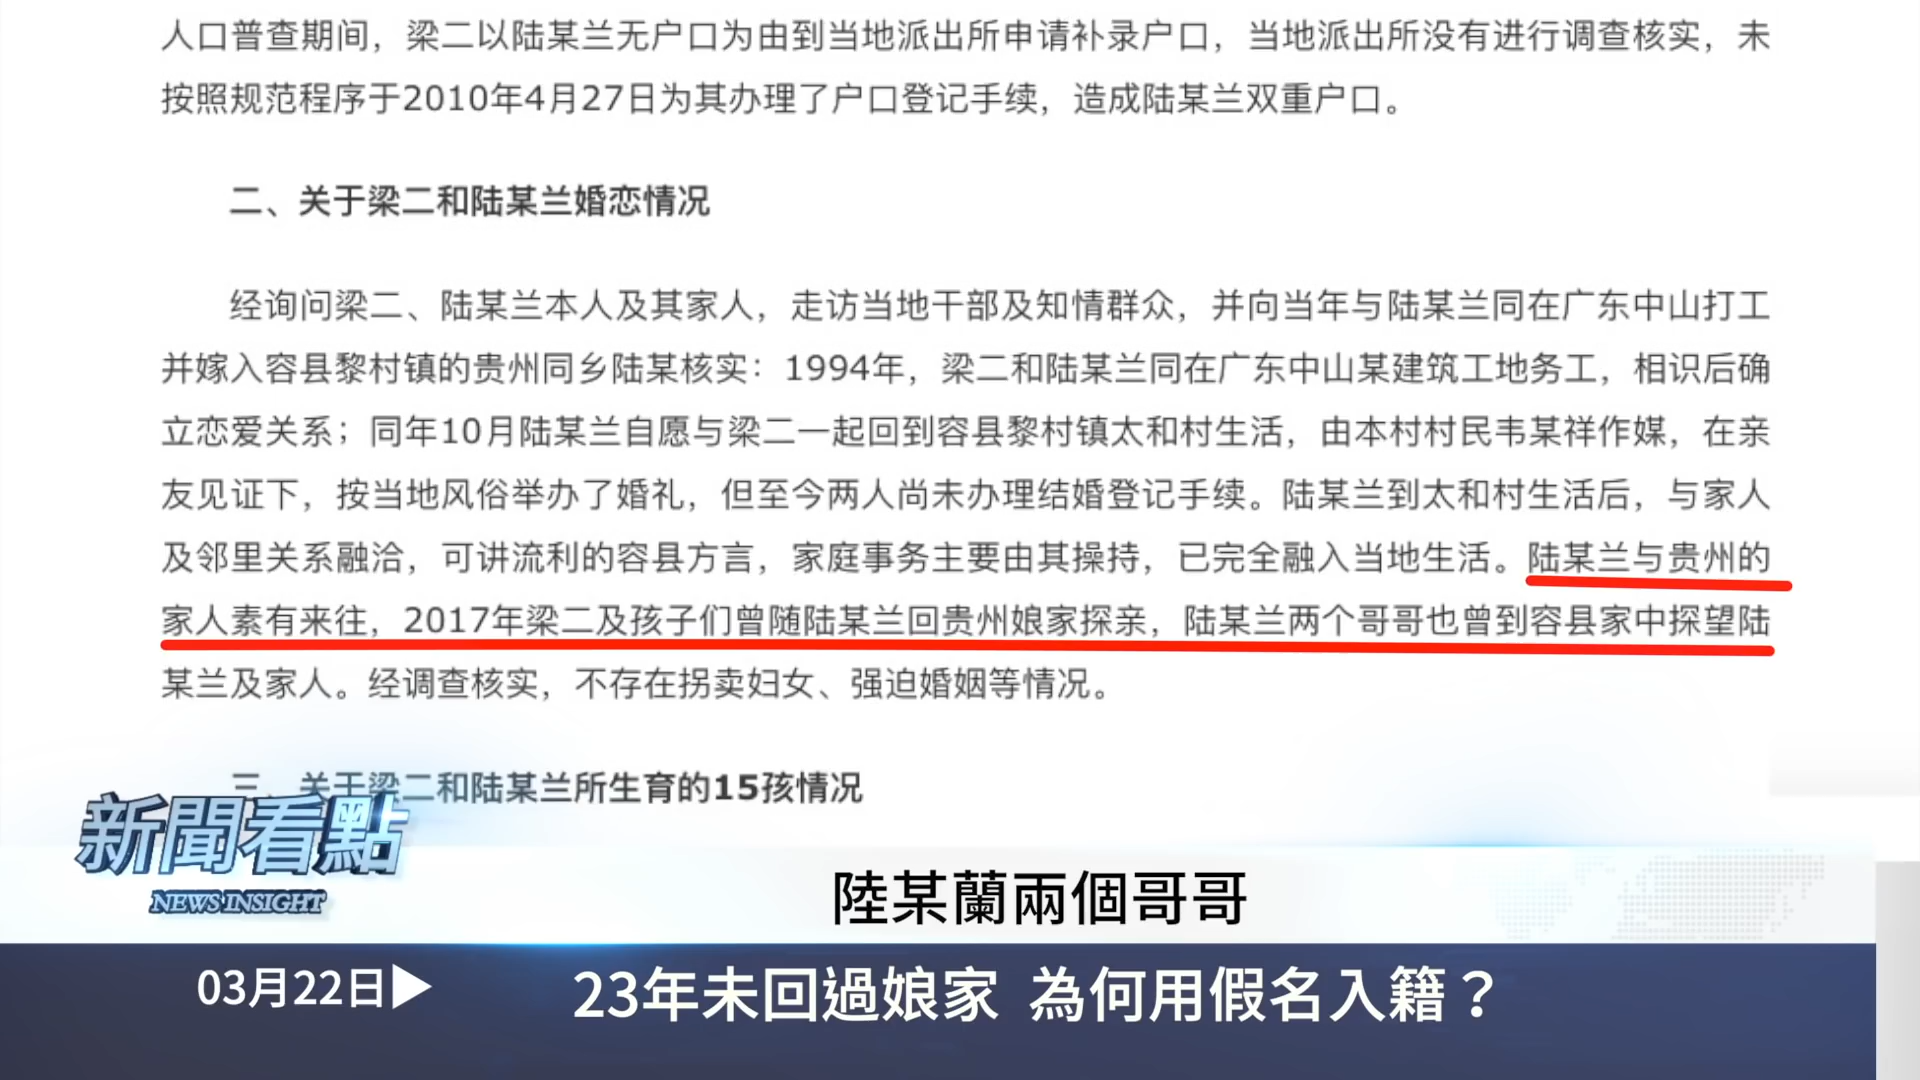 人口普查期间，梁二以陆某兰无户口为由到当地派出所申请补录户口，当地派出所没有进行调查核实，未
按照规范程序于2010年4月27日为其办理了户口登记手续，造成陆某兰双重户口。
二、关于梁二和陆某兰婚恋情况
经询问梁二、陆某兰本人及其家人，走访当地干部及知情群众，并向当年与陆某兰同在广东中山打工
并嫁入容县黎村镇的贵州同乡陆某核实：1994年，梁二和陆某兰同在广东中山某建筑工地务工，相识后确
立恋爱关系；同年10月陆某兰自愿与梁二一起回到容县黎村镇太和村生活，由本村村民韦某祥作媒，在亲
友见证下，按当地风俗举办了婚礼，但至今两人尚未办理结婚登记手续。陆某兰到太和村生活后，与家人
及邻里关系融洽，可讲流利的容县方言，家庭事务主要由其操持，已完全融入当地生活。陆某兰与贵州的
家人素有来往，2017年梁二及孩子们曾随陆某兰回贵州娘家探亲，陆某兰两个哥哥也曾到容县家中探望陆
某兰及家人。经调查核实，不存在拐卖妇女、强迫婚姻等情况。
三、关于梁二和陆某兰所生育的15孩情况
新聞看點
NEWS INSIGHT
陸某蘭兩個哥哥
03月22日▶
23年未回過娘家 為何用假名入籍？